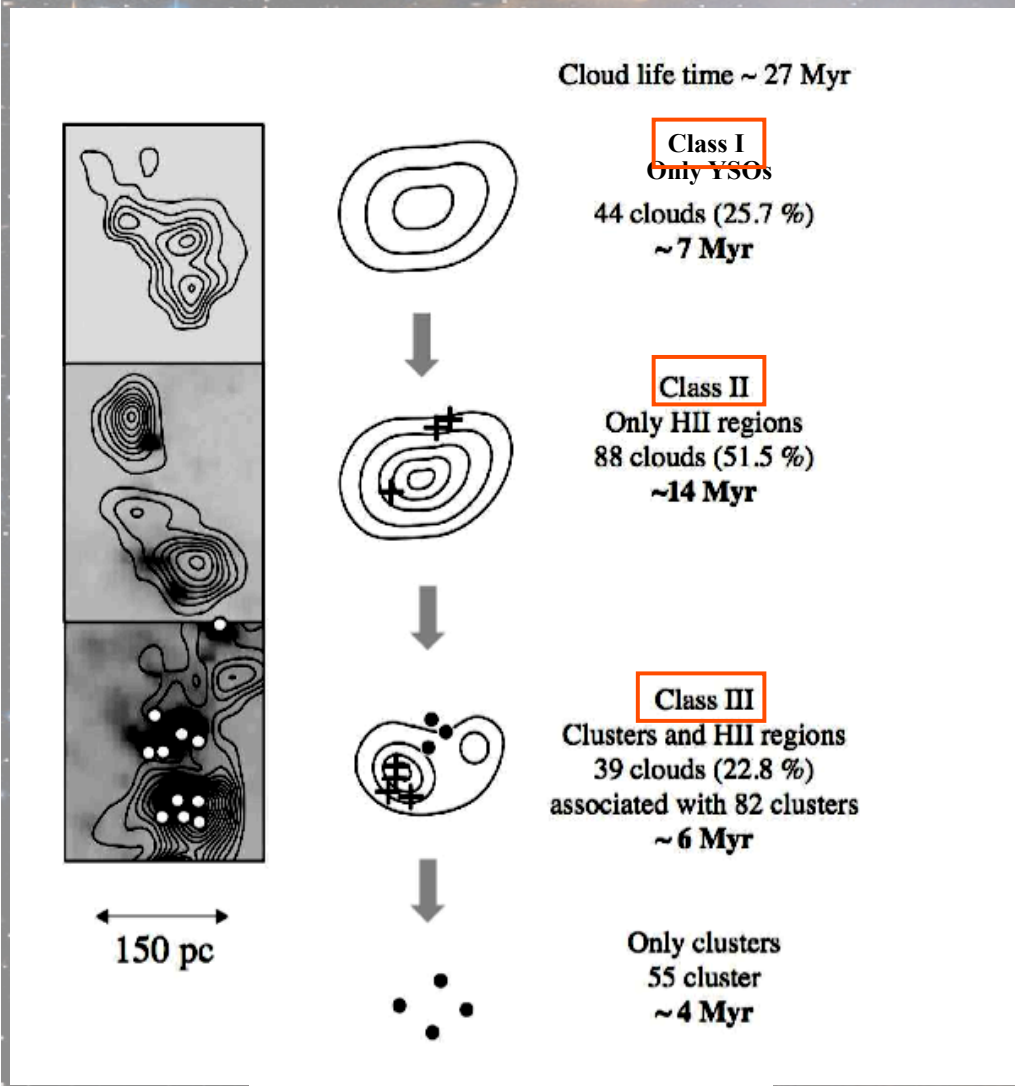 Cloud life time ~ 27 Myr
Class I
Only YSOs
44 clouds (25.7 %)
~ 7 Myr
Class II
Only HII regions
88 clouds (51.5 %)
~14 Myr
Class III
Clusters and HII regions
39 clouds (22.8 %)
associated with 82 clusters
~ 6 Myr
150 pc
Only clusters
55 cluster
~ 4 Myr